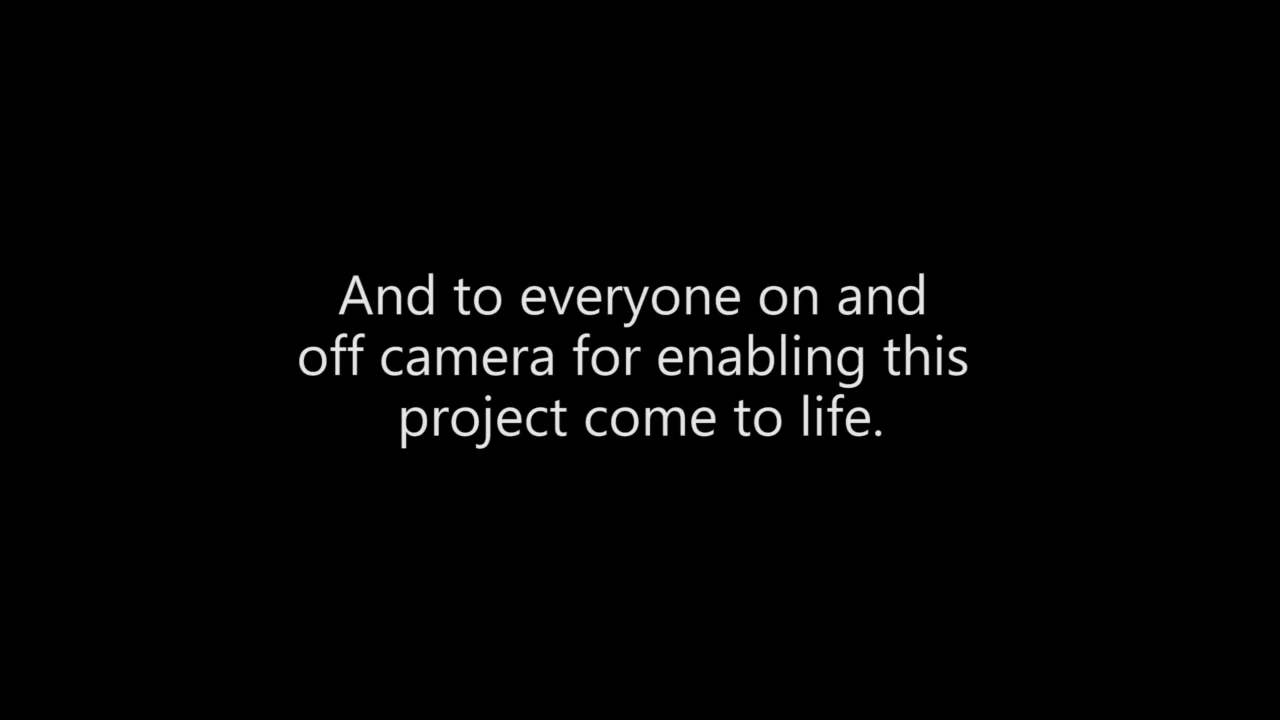 And to everyone on and
off camera for enabling this
project come to life.